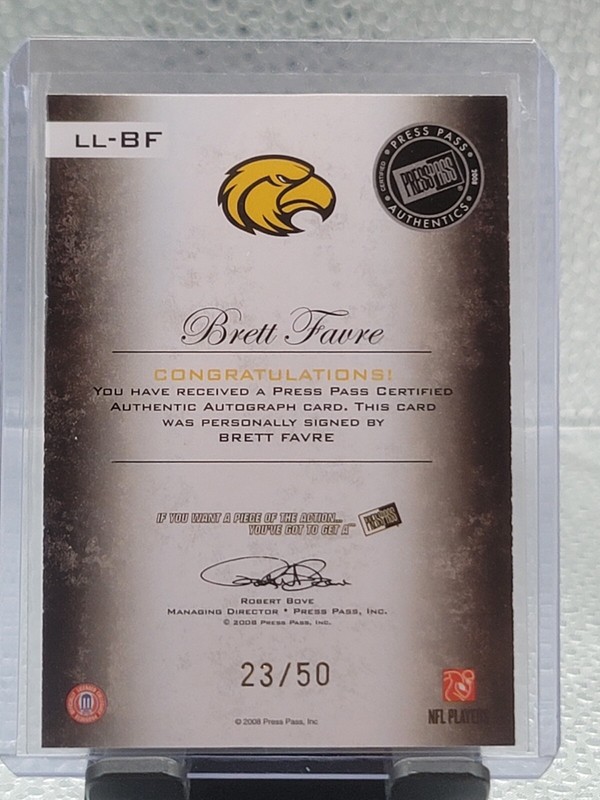 LL-BF
PRESS PASS
CERTIFIED
PRESS PASS
2008
AUTHENTICS
Brett Favre
CONGRATULATIONS!
YOU HAVE RECEIVED A PRESS PASS CERTIFIED
AUTHENTIC AUTOGRAPH CARD. THIS CARD
WAS PERSONALLY SIGNED BY
BRETT FAVRE
IF YOU WANT A PIECE OF THE ACTION...
YOU'VE GOT TO GET A
PRESS PASS
ROBERT BOVE
MANAGING DIRECTOR • PRESS PASS, INC.
© 2008 PRESS PASS, INC.
23/50
NFL PLAYERS
© 2008 Press Pass, Inc